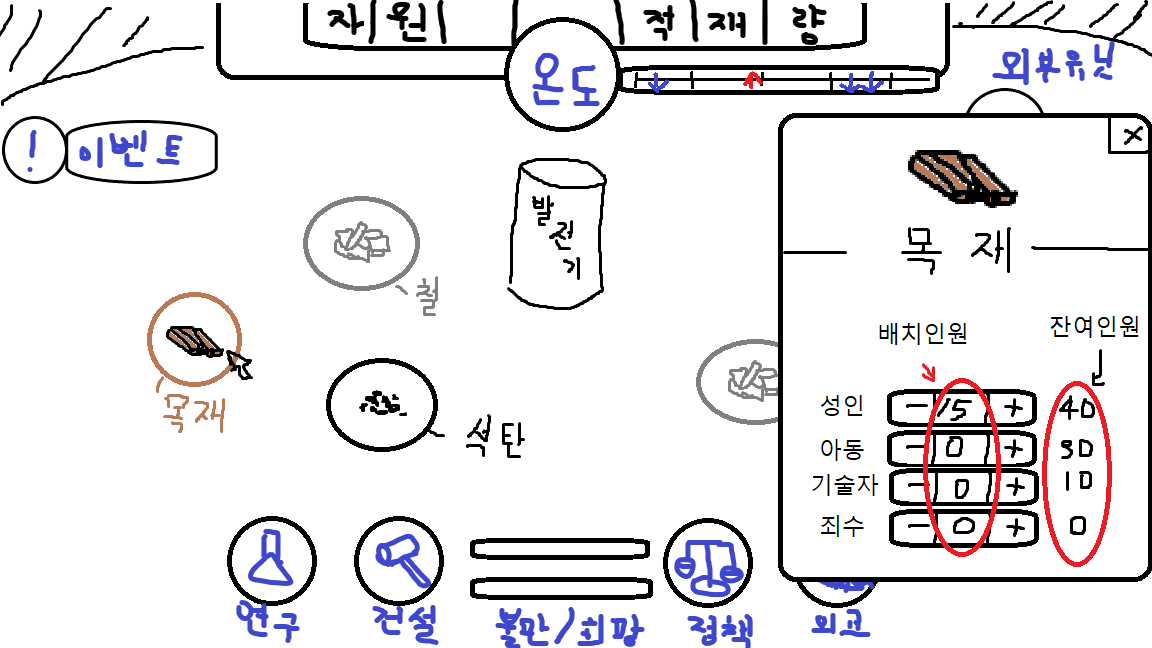 자원 적재량
온도
외부유닛
! 이벤트
X
발전기
목재
철
배치인원
잔여인원
목재
석탄
성인 - 15 + 40
아동 - 0 + 30
기술자 - 0 + 10
죄수 - 0 + 0
연구
건설
불만/희망
정책
외교